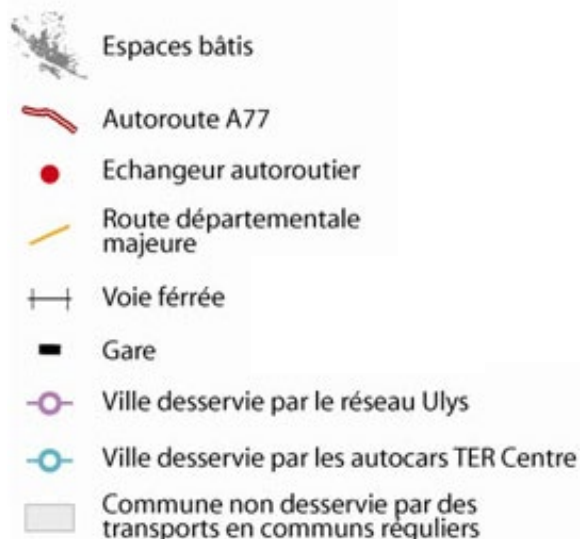 Espaces bâtis
Autoroute A77
Echangeur autoroutier
Route départementale
majeure
Voie férrée
Gare
Ville desservie par le réseau Ulys
Ville desservie par les autocars TER Centre
Commune non desservie par des
transports en communs réguliers